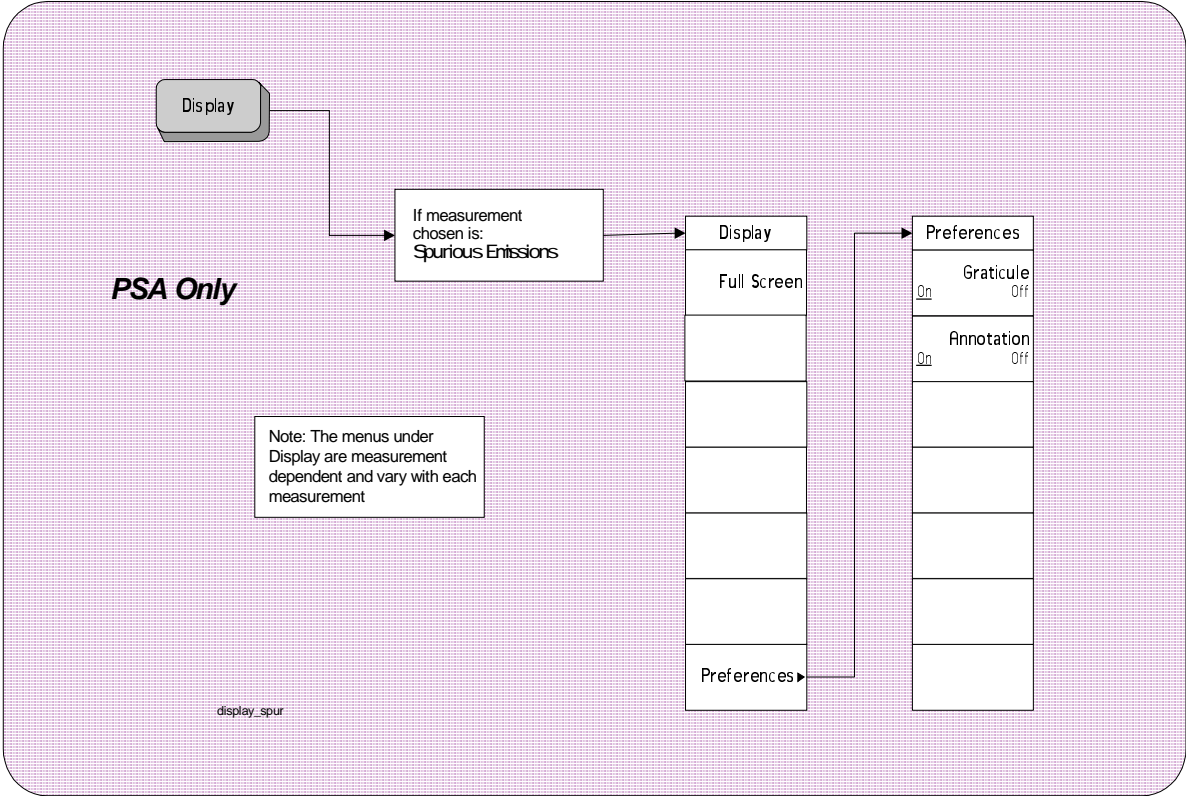 Display
If measurement
chosen is:
Spurious Emissions
PSA Only
Note: The menus under
Display are measurement
dependent and vary with each
measurement
Display
Full Screen
Preferences
Preferences
Graticule
On Off
Annotation
On Off
display_spur